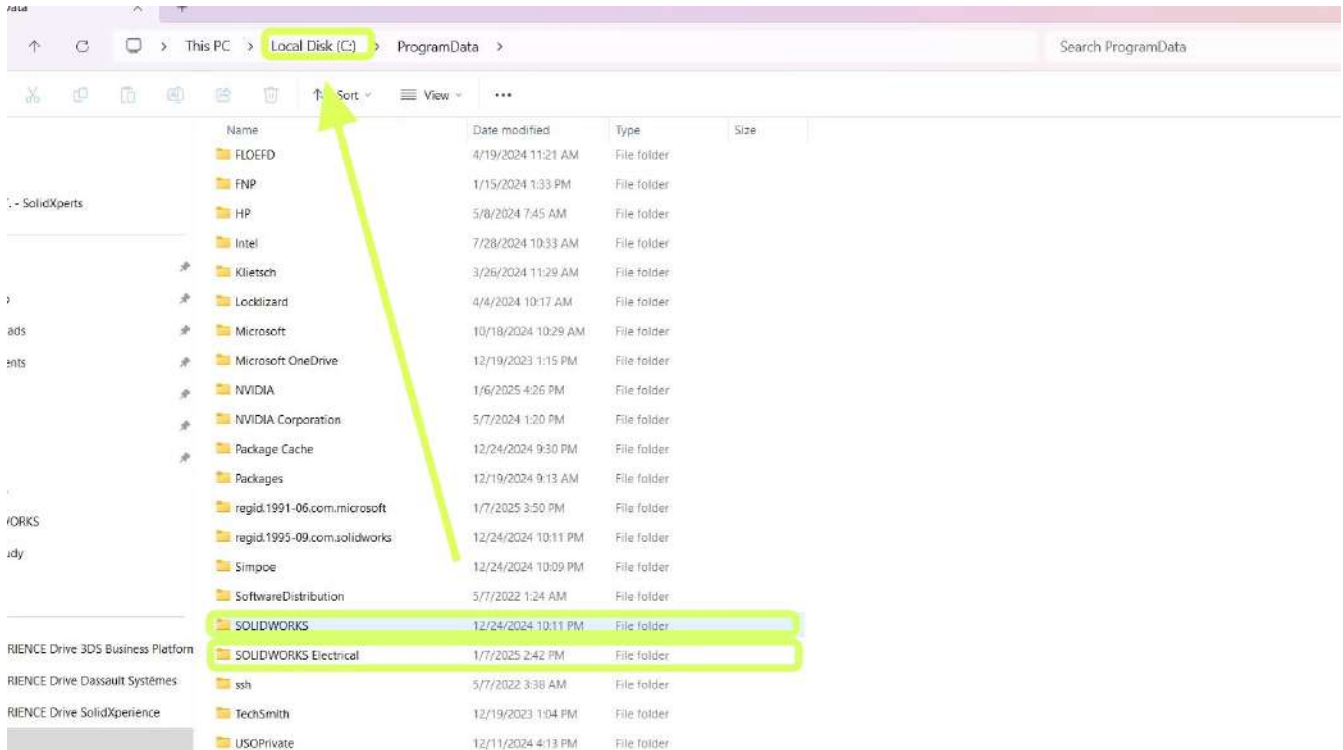 This PC > Local Disk (C:) > ProgramData >
Search ProgramData
Sort
View
Name Date modified Type Size
FLOEFD 4/19/2024 11:21 AM File folder
FNP 1/15/2024 1:33 PM File folder
. - SolidXperts
HP 5/8/2024 7:45 AM File folder
Intel 7/28/2024 10:33 AM File folder
Klietsch 3/26/2024 11:29 AM File folder
Locklizard 4/4/2024 10:17 AM File folder
ads
Microsoft 10/18/2024 10:29 AM File folder
ents
Microsoft OneDrive 12/19/2023 1:15 PM File folder
NVIDIA 1/6/2025 4:26 PM File folder
NVIDIA Corporation 5/7/2024 1:20 PM File folder
Package Cache 12/24/2024 9:30 PM File folder
Packages 12/19/2024 9:13 AM File folder
regid.1991-06.com.microsoft 1/7/2025 3:50 PM File folder
ORKS
regid.1995-09.com.solidworks 12/24/2024 10:11 PM File folder
udy
Simpoe 12/24/2024 10:09 PM File folder
SoftwareDistribution 5/7/2022 1:24 AM File folder
SOLIDWORKS 12/24/2024 10:11 PM File folder
RIENCE Drive 3DS Business Platforn
SOLIDWORKS Electrical 1/7/2025 2:42 PM File folder
RIENCE Drive Dassault Systèmes
ssh 5/7/2022 3:38 AM File folder
RIENCE Drive SolidXperience
TechSmith 12/19/2023 1:04 PM File folder
USOPrivate 12/11/2024 4:13 PM File folder